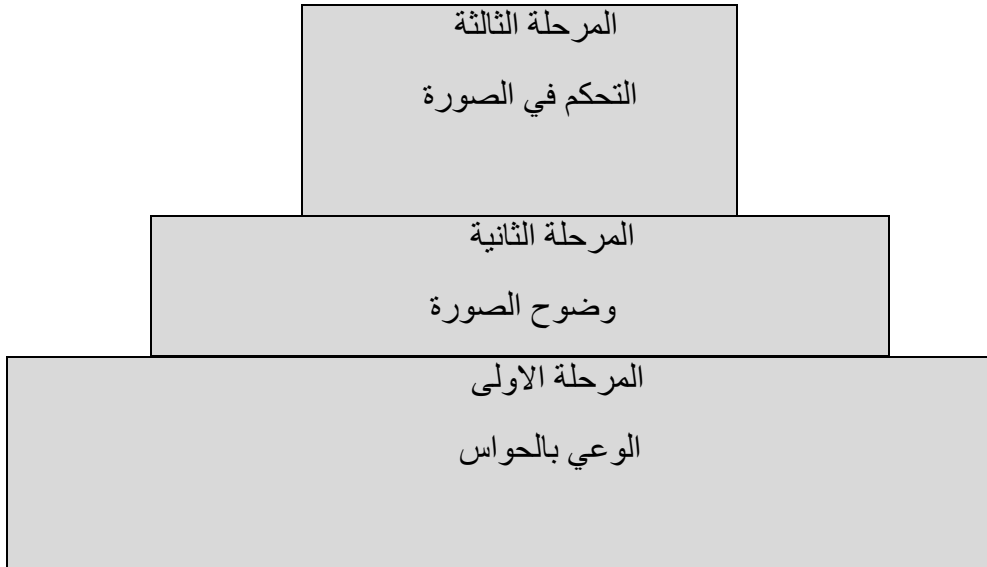 المرحلة الثالثة
التحكم في الصورة
المرحلة الثانية
وضوح الصورة
المرحلة الاولى
الوعي بالحواس